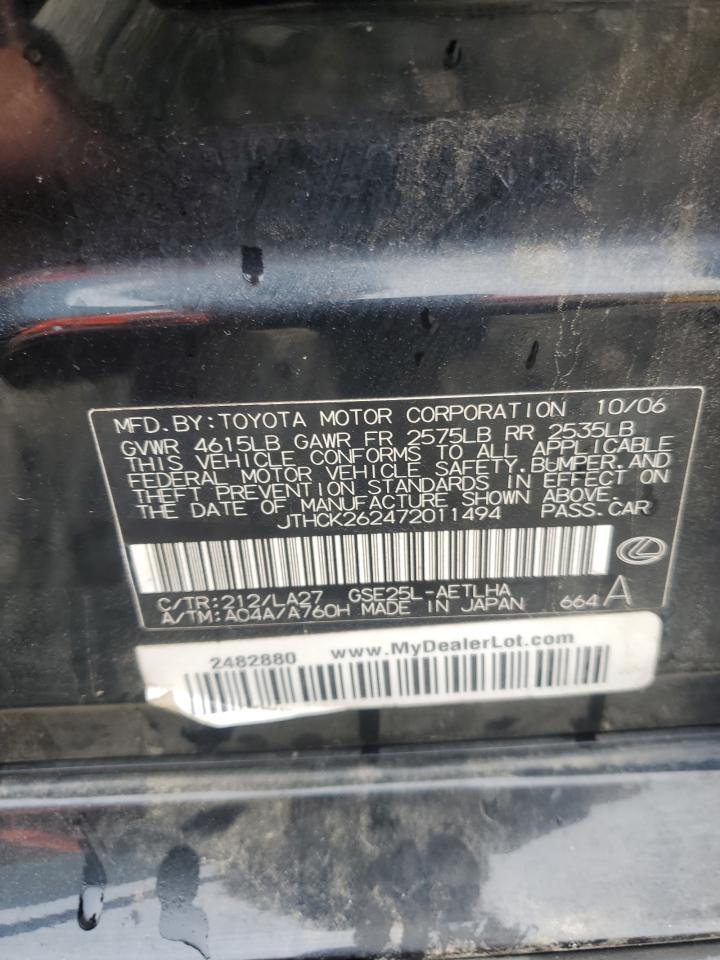 MFD.BY:TOYOTA MOTOR CORPORATION 10/06
GVWR 4615LB GAWR FR 2575LB RR 2535LB
THIS VEHICLE CONFORMS TO ALL APPLICABLE
FEDERAL MOTOR VEHICLE SAFETY,BUMPER,AND
THEFT PREVENTION STANDARDS IN EFFECT ON
THE DATE OF MANUFACTURE SHOWN ABOVE.
JTHCK262472011494 PASS.CAR
C/TR:212/LA27 GSE25L-AETLHA
A/TM:A04A/A760H MADE IN JAPAN 664 A
2482880 www.MyDealerLot.com